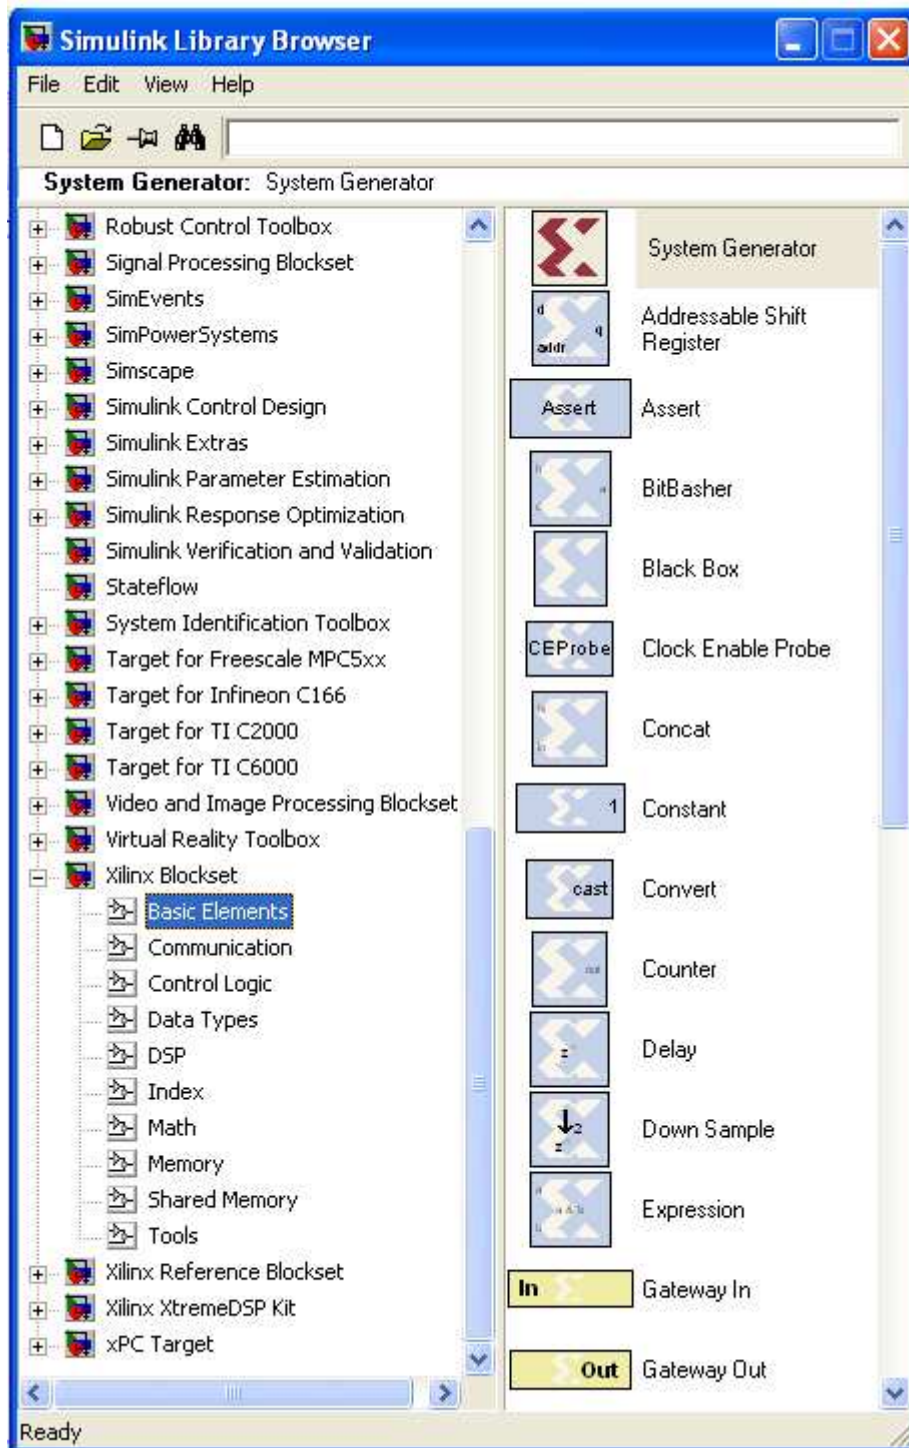 Simulink Library Browser
File Edit View Help
System Generator: System Generator
Robust Control Toolbox
Signal Processing Blockset
SimEvents
SimPowerSystems
Simscape
Simulink Control Design
Simulink Extras
Simulink Parameter Estimation
Simulink Response Optimization
Simulink Verification and Validation
Stateflow
System Identification Toolbox
Target for Freescale MPC5xx
Target for Infineon C166
Target for TI C2000
Target for TI C6000
Video and Image Processing Blockset
Virtual Reality Toolbox
Xilinx Blockset
Basic Elements
Communication
Control Logic
Data Types
DSP
Index
Math
Memory
Shared Memory
Tools
Xilinx Reference Blockset
Xilinx XtremeDSP Kit
xPC Target
System Generator
d
q
addr
Addressable Shift
Register
Assert Assert
BitBasher
Black Box
CEProbe Clock Enable Probe
Concat
1 Constant
cast Convert
Counter
z Delay
2
z
Down Sample
Expression
In Gateway In
Out Gateway Out
Ready